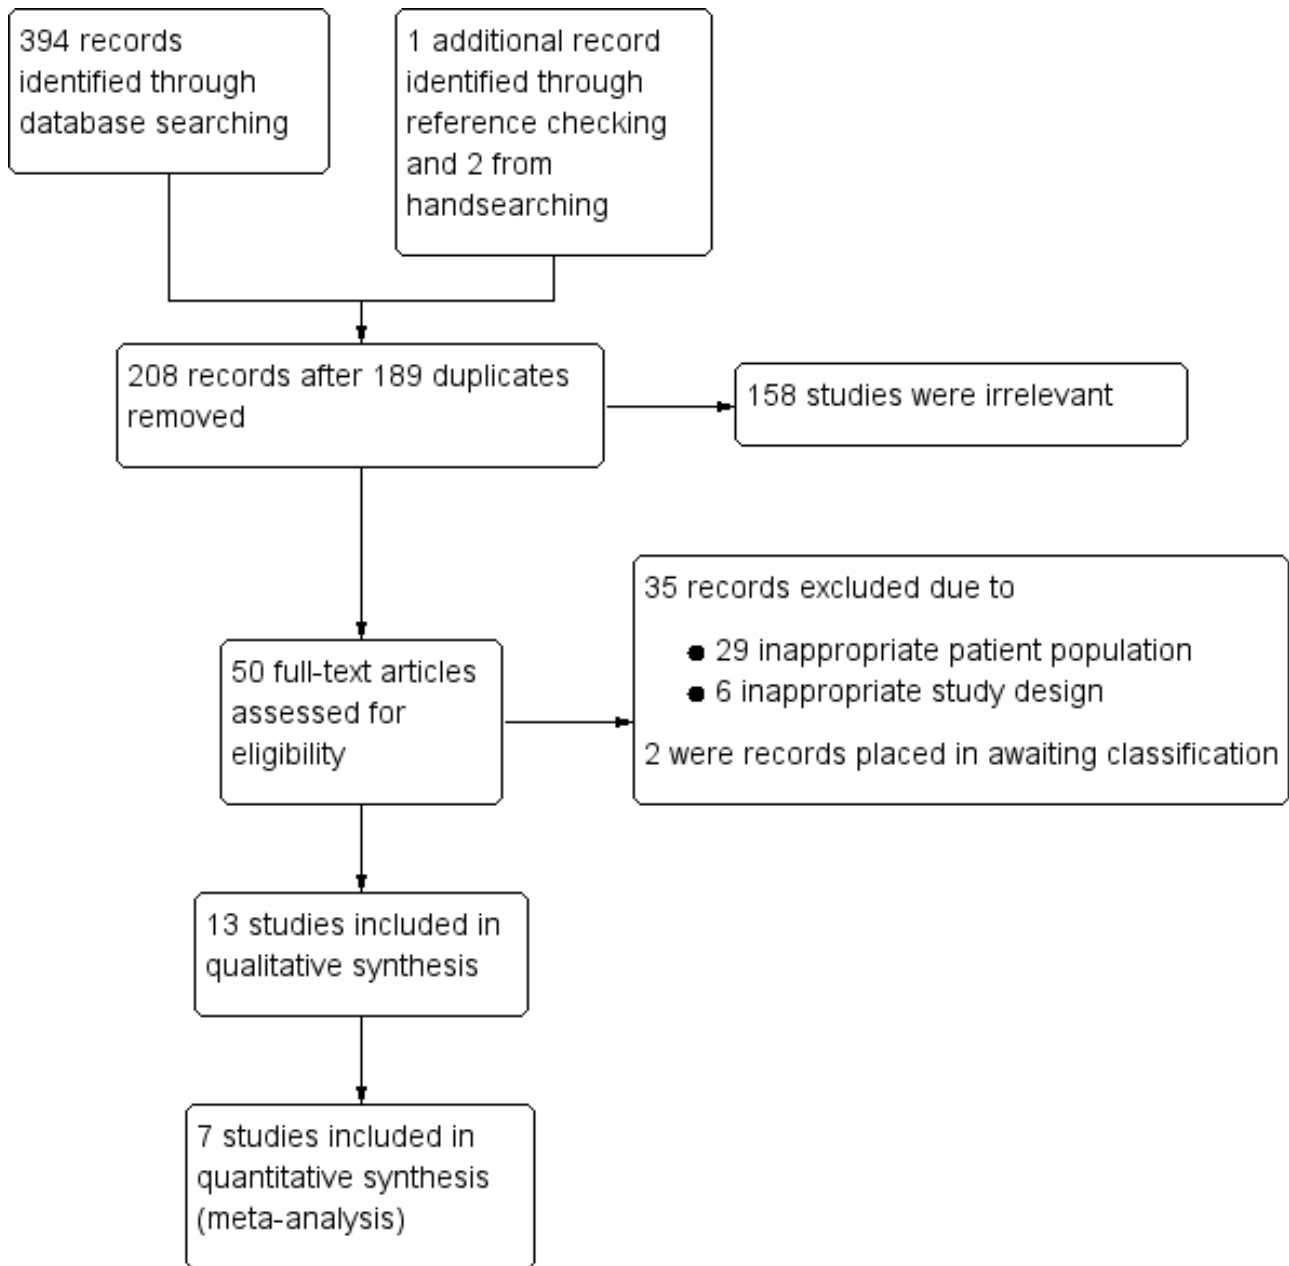 394 records
identified through
database searching
1 additional record
identified through
reference checking
and 2 from
handsearching
208 records after 189 duplicates
removed
158 studies were irrelevant
35 records excluded due to
● 29 inappropriate patient population
● 6 inappropriate study design
2 were records placed in awaiting classification
50 full-text articles
assessed for
eligibility
13 studies included in
qualitative synthesis
7 studies included in
quantitative synthesis
(meta-analysis)